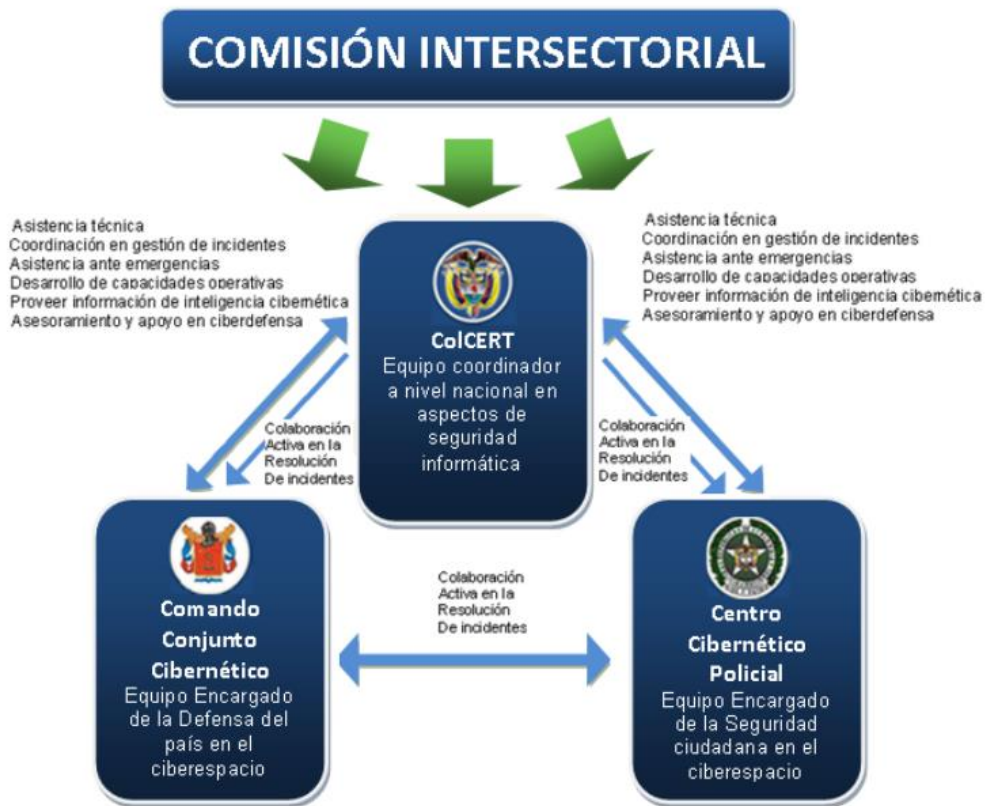 COMISIÓN INTERSECTORIAL
Asistencia técnica
Coordinación en gestión de incidentes
Asistencia ante emergencias
Desarrollo de capacidades operativas
Proveer información de inteligencia cibernética
Asesoramiento y apoyo en ciberdefensa
Asistencia técnica
Coordinación en gestión de incidentes
Asistencia ante emergencias
Desarrollo de capacidades operativas
Proveer información de inteligencia cibernética
Asesoramiento y apoyo en ciberdefensa
ColCERT
Equipo coordinador
a nivel nacional en
aspectos de
seguridad
informática
Colaboración
Activa en la
Resolución
De incidentes
Colaboración
Activa en la
Resolución
De incidentes
Comando
Conjunto
Cibernético
Equipo Encargado
de la Defensa del
país en el
ciberespacio
Colaboración
Activa en la
Resolución
De incidentes
Centro
Cibernético
Policial
Equipo Encargado
de la Seguridad
ciudadana en el
ciberespacio